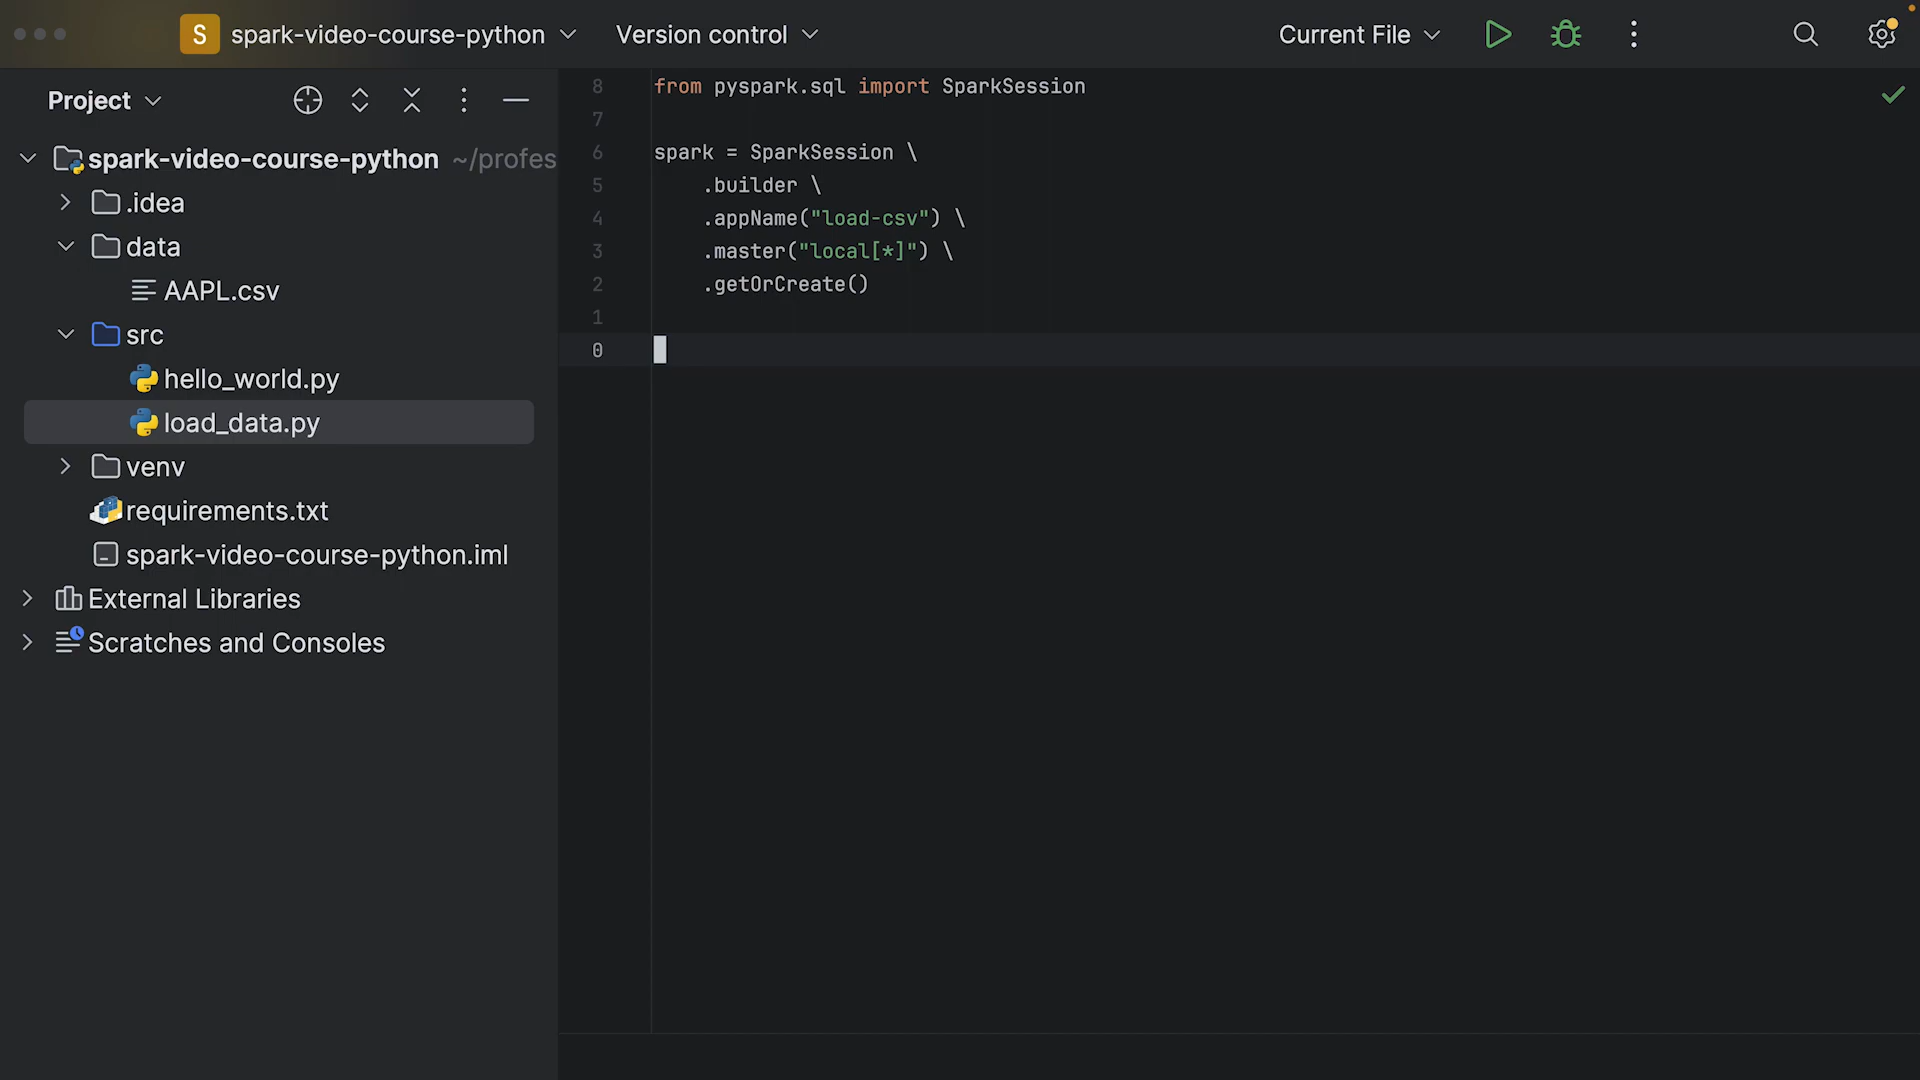 S spark-video-course-python Version control Current File
Project
spark-video-course-python ~/profes
.idea
data
AAPL.csv
src
hello_world.py
load_data.py
venv
requirements.txt
spark-video-course-python.iml
External Libraries
Scratches and Consoles
8 from pyspark.sql import SparkSession
7
6 spark = SparkSession \
5 .builder \
4 .appName("load-csv") \
3 .master("local[*]") \
2 .getOrCreate()
1
0